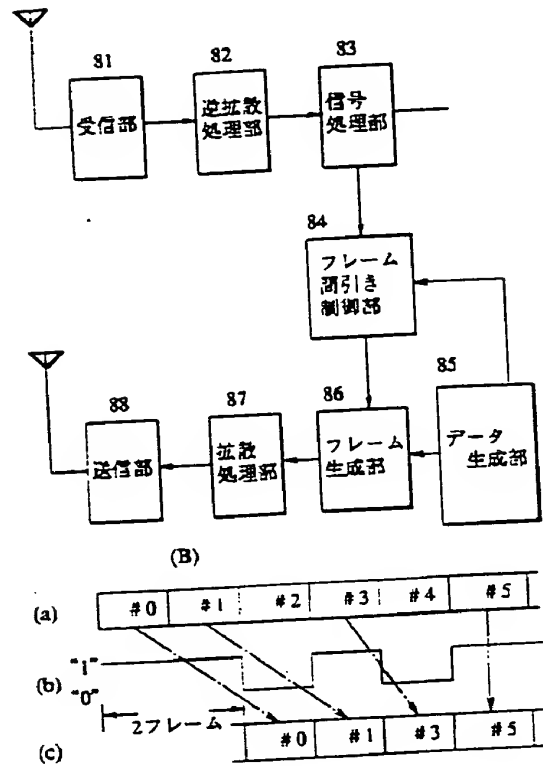 81
82
83
受信部
逆拡散
処理部
信号
処理部
84
フレーム
間引き
制御部
85
88
87
86
送信部
拡散
処理部
フレーム
生成部
データ
生成部
(B)
(a) #0 #1 #2 #3 #4 #5
(b) "1"
"0"
2フレーム
(c) #0 #1 #3 #5